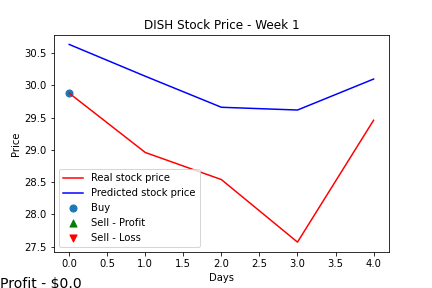 DISH Stock Price - Week 1
30.5
30.0
29.5
29.0
28.5
28.0
27.5
Price
Real stock price
Predicted stock price
Buy
Sell - Profit
Sell - Loss
0.0 0.5 1.0 1.5 2.0 2.5 3.0 3.5 4.0
Days
Profit - $0.0